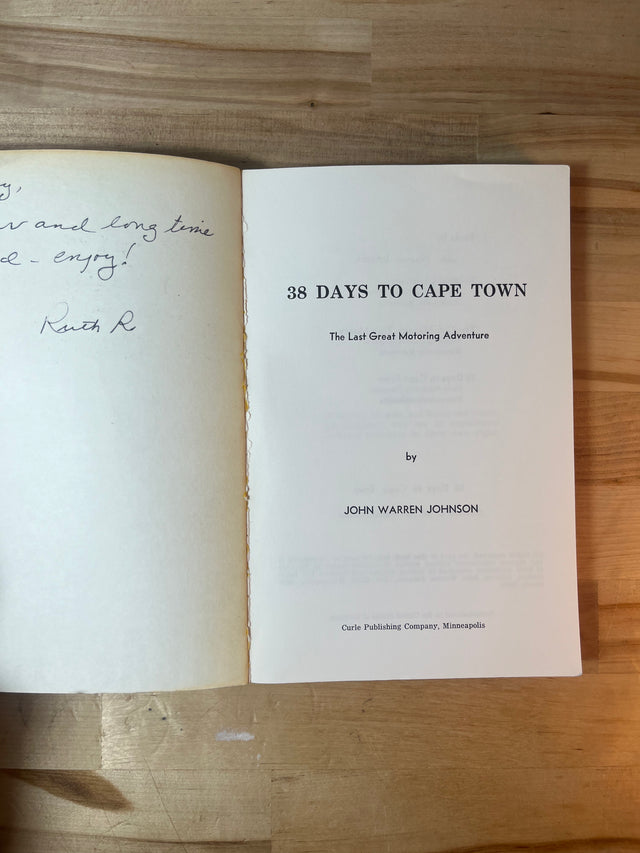 and long time
- enjoy!
Ruth R
38 DAYS TO CAPE TOWN
The Last Great Motoring Adventure
by
JOHN WARREN JOHNSON
Curle Publishing Company, Minneapolis